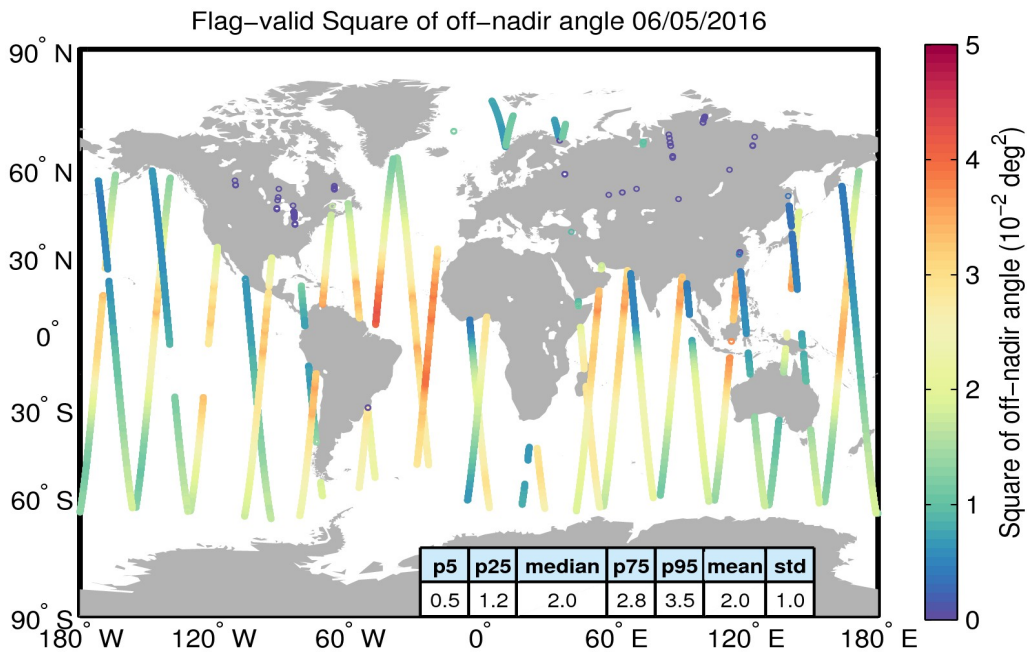 Flag−valid Square of off−nadir angle 06/05/2016
90° N
60° N
30° N
0°
30° S
60° S
90° S
180° W
120° W
60° W
0°
60° E
120° E
180° E
p5 p25 median p75 p95 mean std
0.5 1.2 2.0 2.8 3.5 2.0 1.0
5
4
3
2
1
0
Square of off−nadir angle (10⁻² deg²)